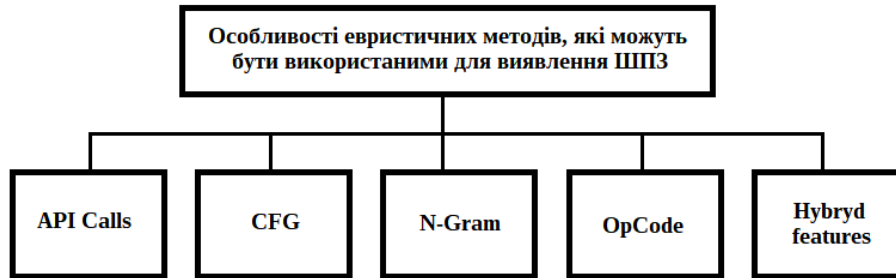 Особливості евристичних методів, які можуть
бути використаними для виявлення ШПЗ
API Calls
CFG
N-Gram
OpCode
Hybryd
features